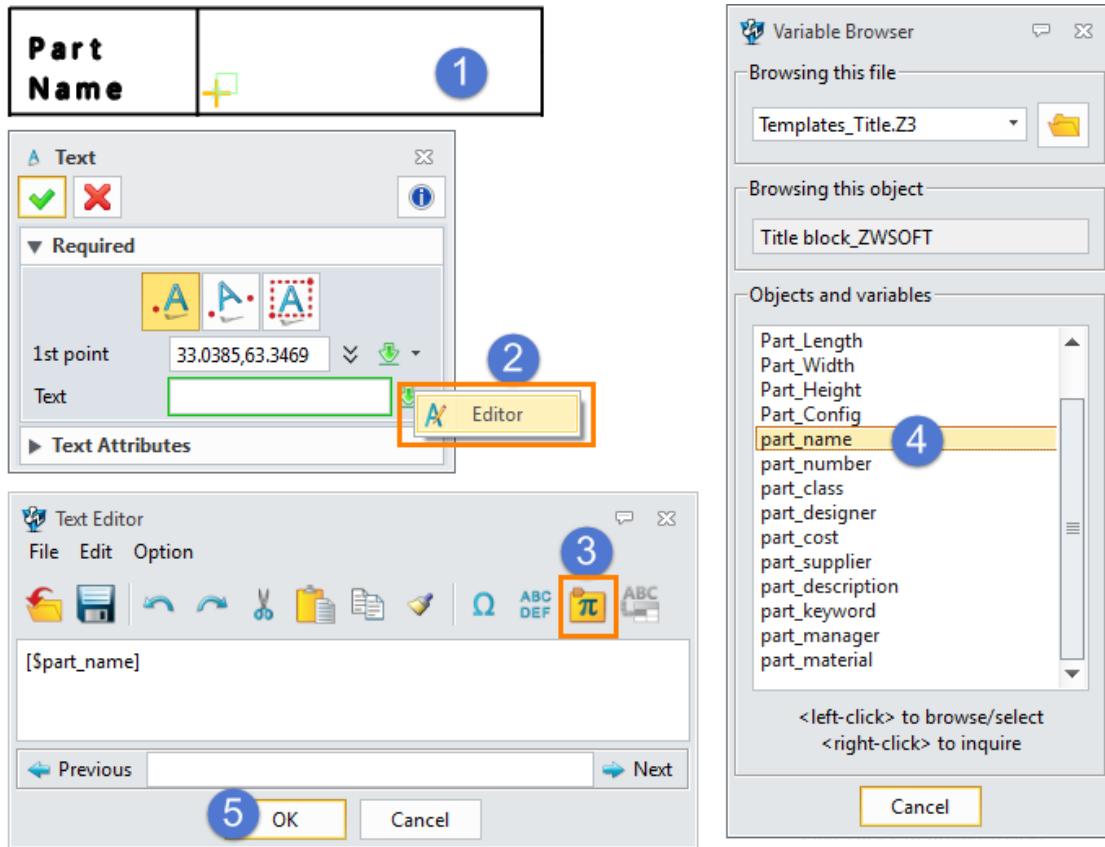 Part
Name
1
Text
Required
1st point
33.0385,63.3469
2
Text
Editor
Text Attributes
Text Editor
File Edit Option
3
Ω ABC DEF π ABC
[$part_name]
Previous
Next
5
OK
Cancel
Variable Browser
Browsing this file
Templates_Title.Z3
Browsing this object
Title block_ZWSOFT
Objects and variables
Part_Length
Part_Width
Part_Height
Part_Config
part_name
4
part_number
part_class
part_designer
part_cost
part_supplier
part_description
part_keyword
part_manager
part_material
<left-click> to browse/select
<right-click> to inquire
Cancel